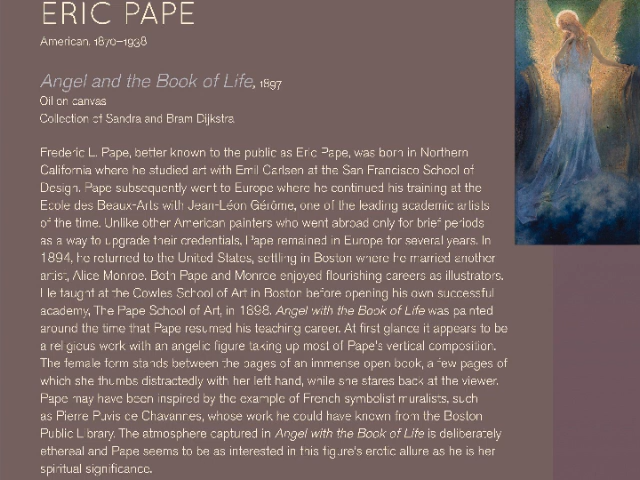 ERIC PAPE
American, 1870–1938
Angel and the Book of Life, 1897
Oil on canvas
Collection of Sandra and Bram Dijkstra
Frederic L. Pape, better known to the public as Eric Pape, was born in Northern
California where he studied art with Emil Carlsen at the San Francisco School of
Design. Pape subsequently went to Europe where he continued his training at the
Ecole des Beaux-Arts with Jean-Léon Gérôme, one of the leading academic artists
of the time. Unlike other American painters who went abroad only for brief periods
as a way to upgrade their credentials, Pape remained in Europe for several years. In
1894, he returned to the United States, settling in Boston where he married another
artist, Alice Monroe. Both Pape and Monroe enjoyed flourishing careers as illustrators.
He taught at the Cowles School of Art in Boston before opening his own successful
academy, The Pape School of Art, in 1898. Angel with the Book of Life was painted
around the time that Pape resumed his teaching career. At first glance it appears to be
a religious work with an angelic figure taking up most of Pape's vertical composition.
The female form stands between the pages of an immense open book, a few pages of
which she thumbs distractedly with her left hand, while she stares back at the viewer.
Pape may have been inspired by the example of French symbolist muralists, such
as Pierre Puvis de Chavannes, whose work he could have known from the Boston
Public Library. The atmosphere captured in Angel with the Book of Life is deliberately
ethereal and Pape seems to be as interested in this figure's erotic allure as he is her
spiritual significance.